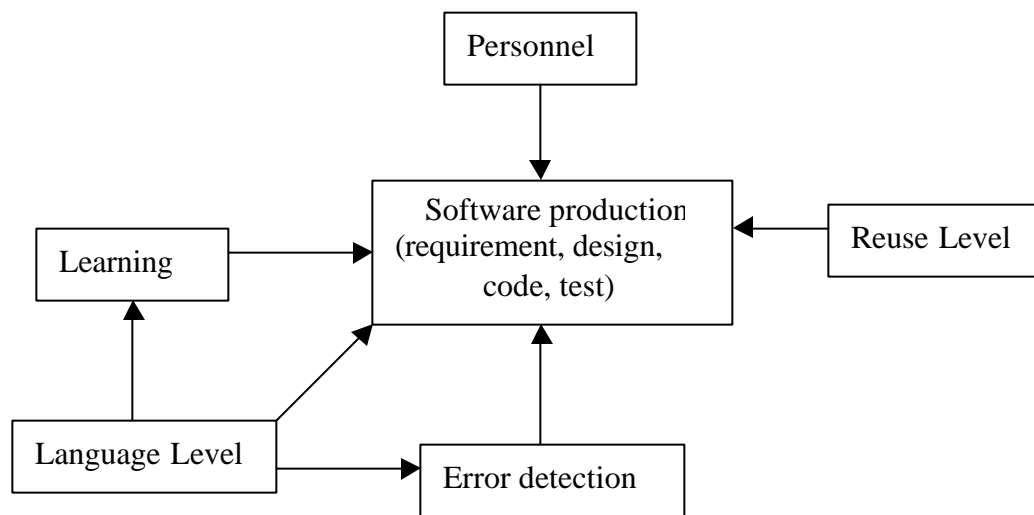 Personnel
Software production
(requirement, design,
code, test)
Reuse Level
Learning
Language Level
Error detection